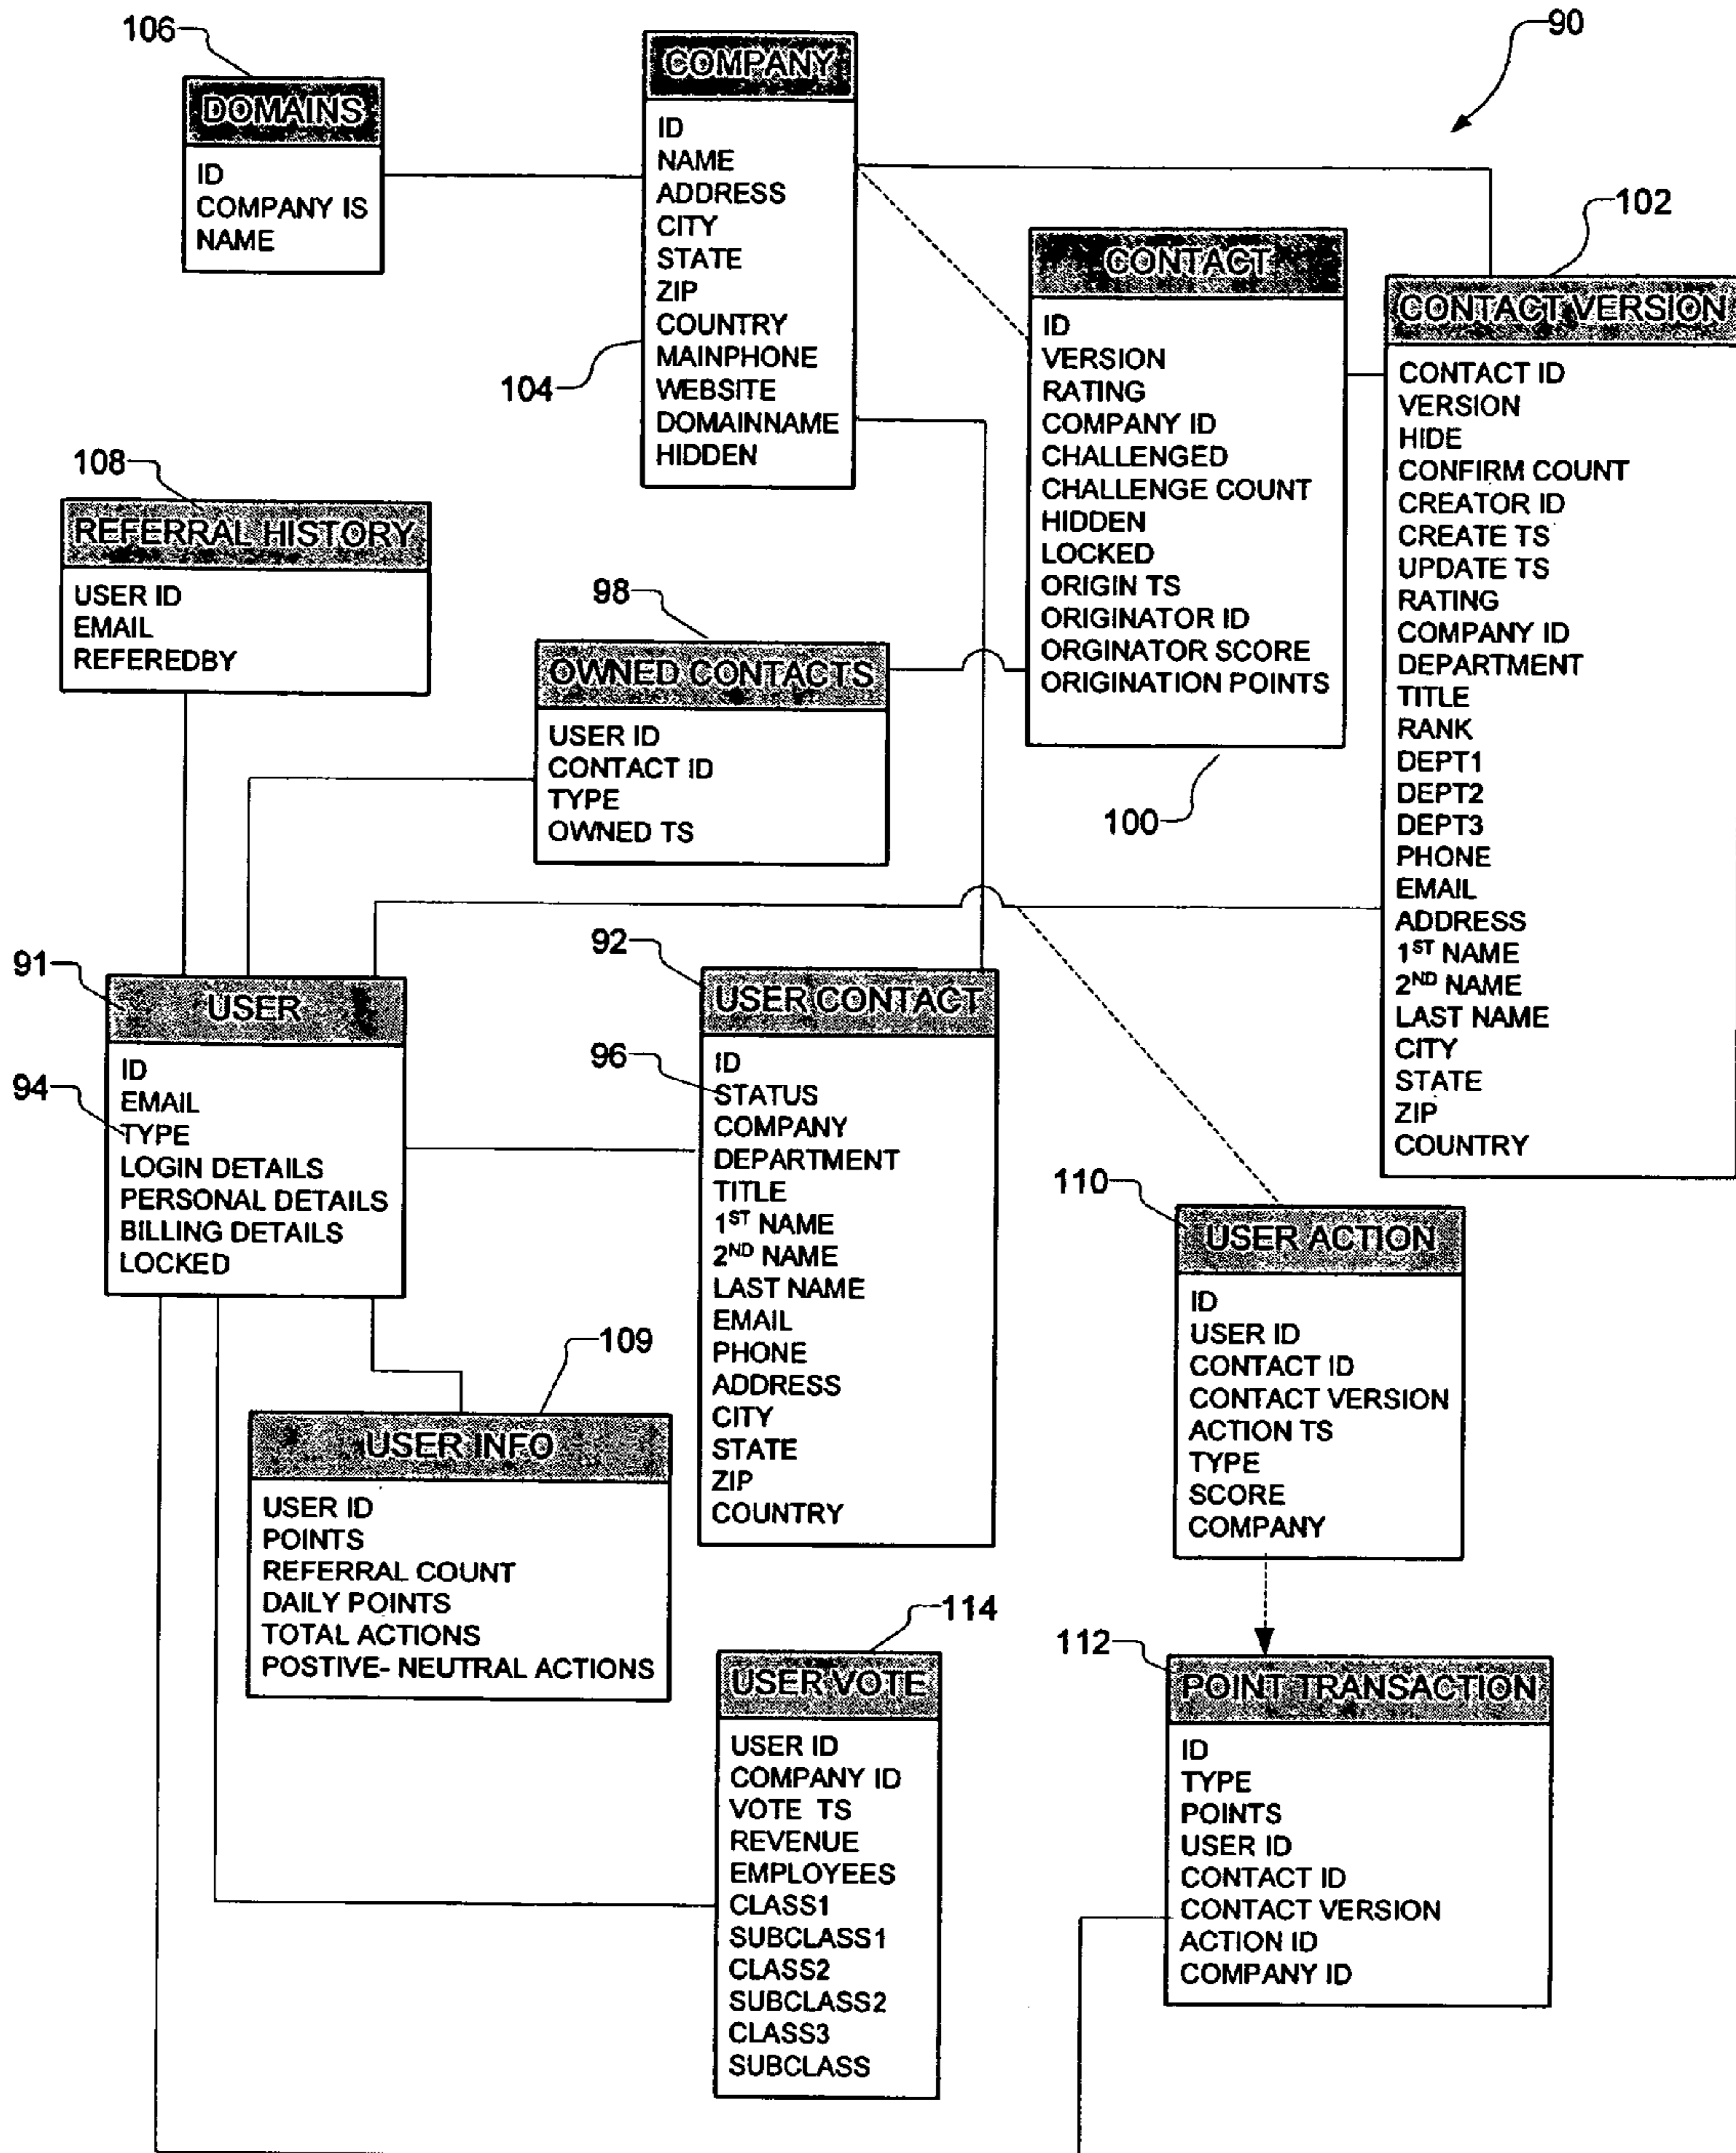 90
106
DOMAINS
ID
COMPANY IS
NAME
COMPANY
ID
NAME
ADDRESS
CITY
STATE
ZIP
COUNTRY
MAINPHONE
WEBSITE
DOMAINNAME
HIDDEN
104
CONTACT
ID
VERSION
RATING
COMPANY ID
CHALLENGED
CHALLENGE COUNT
HIDDEN
LOCKED
ORIGIN TS
ORIGINATOR ID
ORGINATOR SCORE
ORIGINATION POINTS
100
102
CONTACT VERSION
CONTACT ID
VERSION
HIDE
CONFIRM COUNT
CREATOR ID
CREATE TS
UPDATE TS
RATING
COMPANY ID
DEPARTMENT
TITLE
RANK
DEPT1
DEPT2
DEPT3
PHONE
EMAIL
ADDRESS
1ST NAME
2ND NAME
LAST NAME
CITY
STATE
ZIP
COUNTRY
108
REFERRAL HISTORY
USER ID
EMAIL
REFEREDBY
98
OWNED CONTACTS
USER ID
CONTACT ID
TYPE
OWNED TS
91
USER
94
ID
EMAIL
TYPE
LOGIN DETAILS
PERSONAL DETAILS
BILLING DETAILS
LOCKED
92
USER CONTACT
96
ID
STATUS
COMPANY
DEPARTMENT
TITLE
1ST NAME
2ND NAME
LAST NAME
EMAIL
PHONE
ADDRESS
CITY
STATE
ZIP
COUNTRY
110
USER ACTION
ID
USER ID
CONTACT ID
CONTACT VERSION
ACTION TS
TYPE
SCORE
COMPANY
109
USER INFO
USER ID
POINTS
REFERRAL COUNT
DAILY POINTS
TOTAL ACTIONS
POSTIVE- NEUTRAL ACTIONS
114
USER VOTE
USER ID
COMPANY ID
VOTE TS
REVENUE
EMPLOYEES
CLASS1
SUBCLASS1
CLASS2
SUBCLASS2
CLASS3
SUBCLASS
112
POINT TRANSACTION
ID
TYPE
POINTS
USER ID
CONTACT ID
CONTACT VERSION
ACTION ID
COMPANY ID